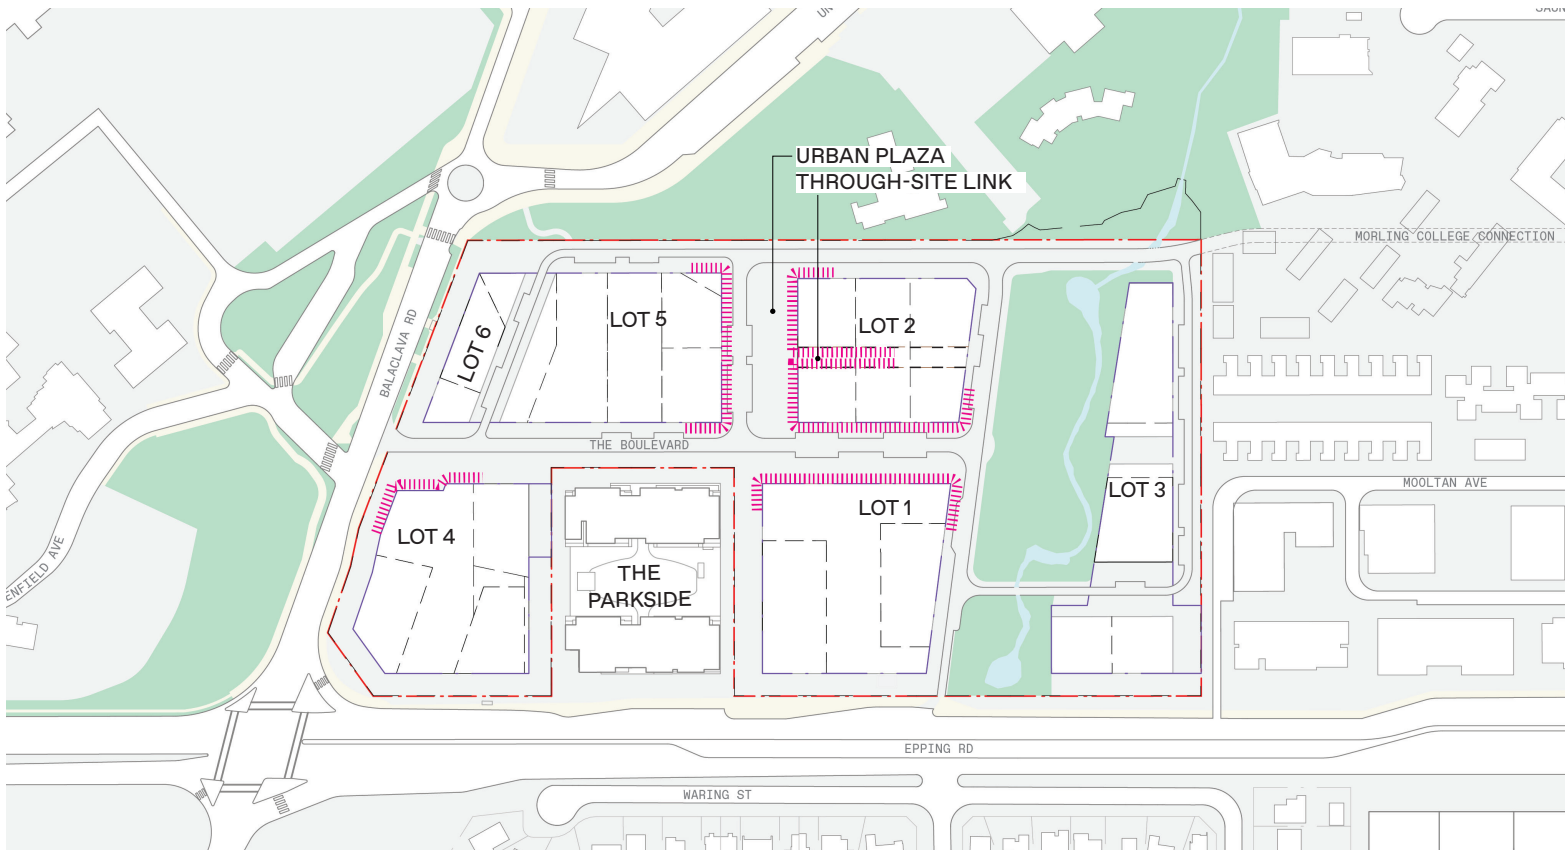 URBAN PLAZA
THROUGH-SITE LINK
MORLING COLLEGE CONNECTION
BALACLAVA RD
LOT 6
LOT 5
LOT 2
THE BOULEVARD
LOT 4
THE
PARKSIDE
LOT 1
LOT 3
MOOLTAN AVE
ENFIELD AVE
EPPING RD
WARING ST